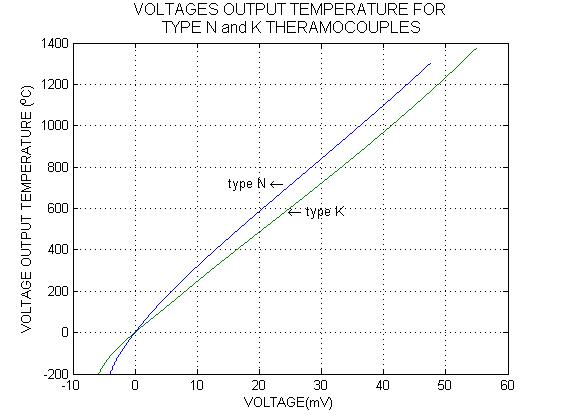 VOLTAGES OUTPUT TEMPERATURE FOR
TYPE N and K THERAMOCOUPLES
VOLTAGE OUTPUT TEMPERATURE (ºC)
1400
1200
1000
800
600
400
200
0
-200
type N ←
← type K
-10 0 10 20 30 40 50 60
VOLTAGE(mV)